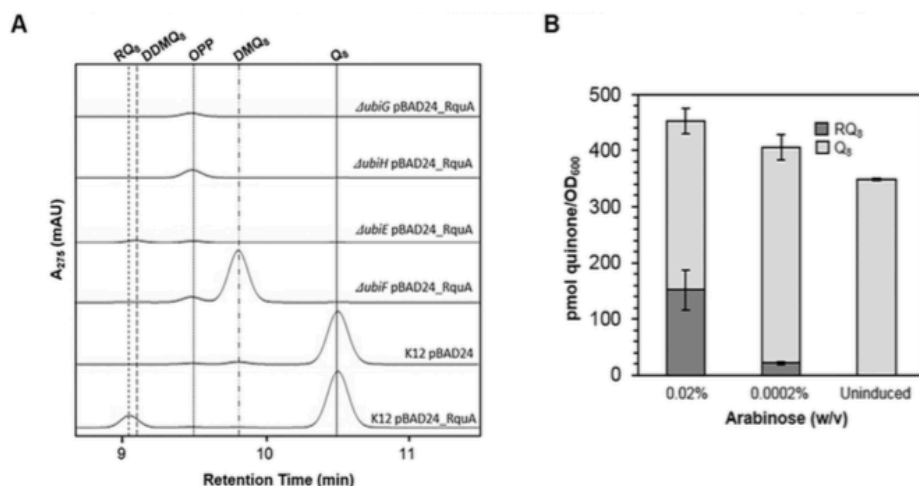 A
RQ₈ DDMQ₈ OPP DMQ₈ Q₈
ΔubiG pBAD24_RquA
ΔubiH pBAD24_RquA
ΔubiE pBAD24_RquA
ΔubiF pBAD24_RquA
K12 pBAD24
K12 pBAD24_RquA
A₂₇₅ (mAU)
9 10 11
Retention Time (min)
B
500
400
300
200
100
0
pmol quinone/OD₆₀₀
RQ₈
Q₈
0.02% 0.0002% Uninduced
Arabinose (w/v)